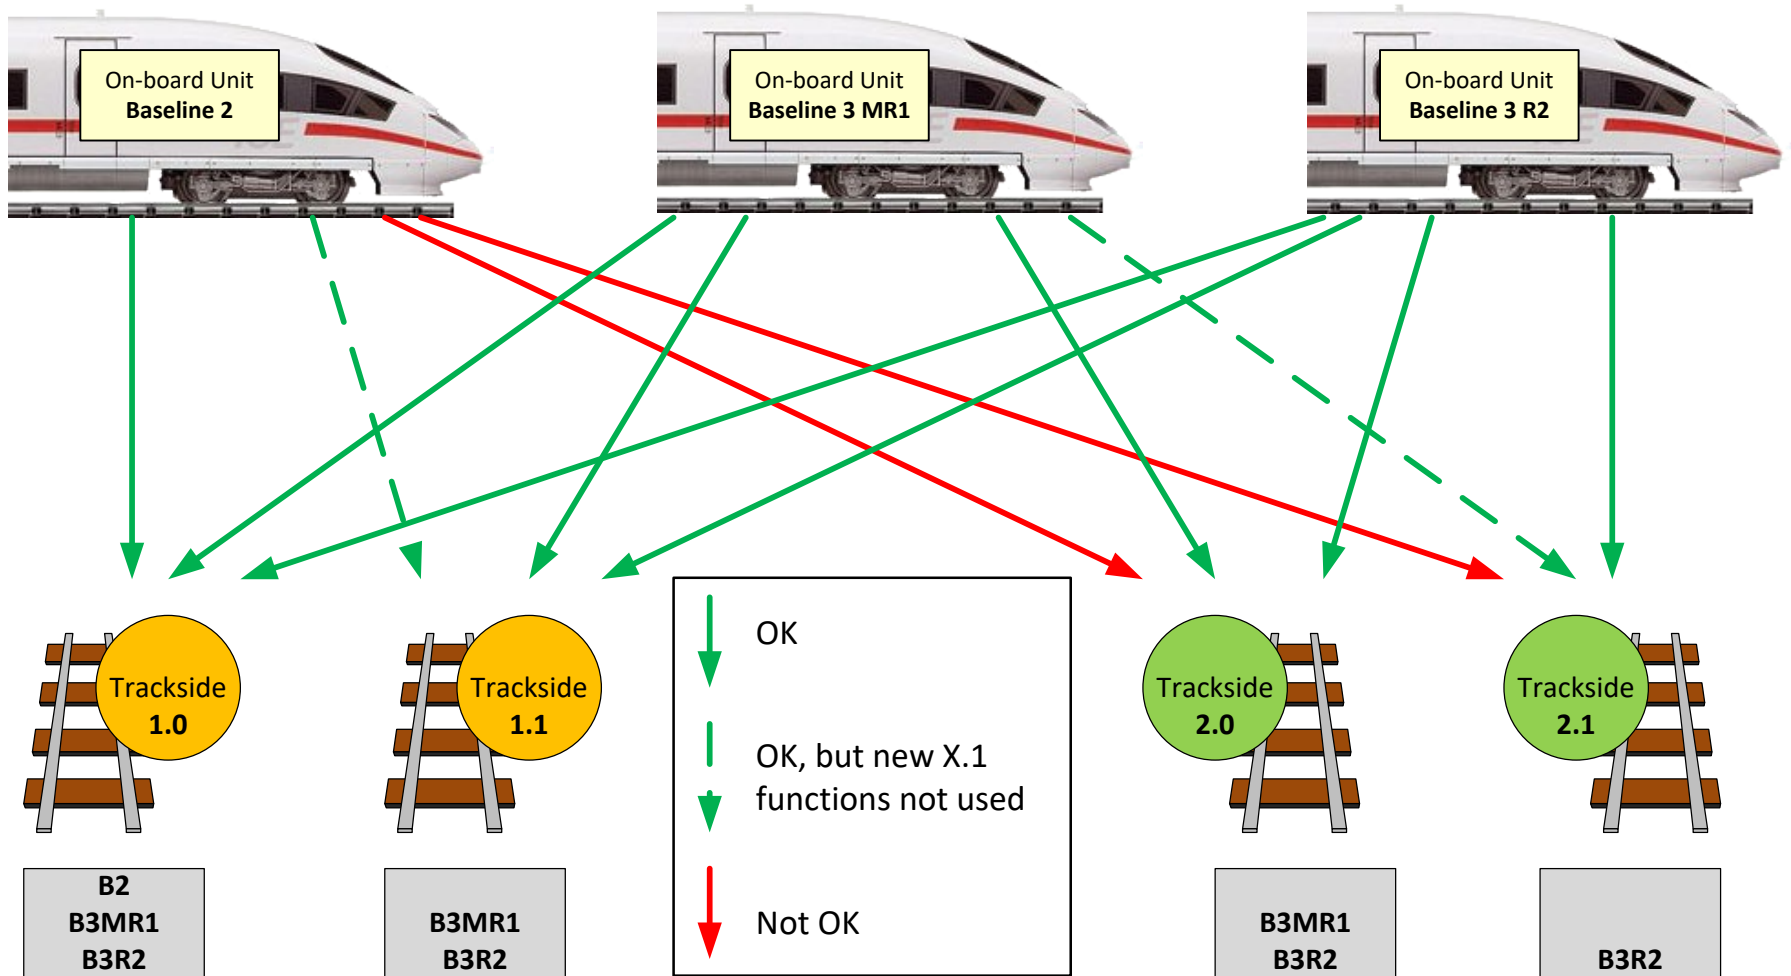 On-board Unit
Baseline 2
On-board Unit
Baseline 3 MR1
On-board Unit
Baseline 3 R2
Trackside
1.0
Trackside
1.1
OK
OK, but new X.1
functions not used
Not OK
Trackside
2.0
Trackside
2.1
B2
B3MR1
B3R2
B3MR1
B3R2
B3MR1
B3R2
B3R2